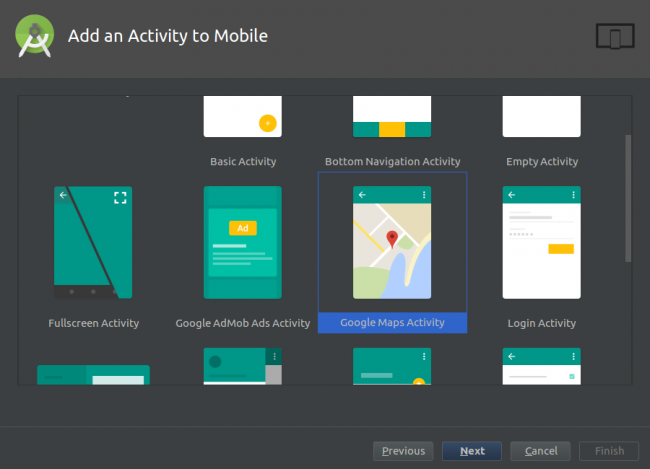 Add an Activity to Mobile
Basic Activity
Bottom Navigation Activity
Empty Activity
Ad
Fullscreen Activity
Google AdMob Ads Activity
Google Maps Activity
Login Activity
Previous
Next
Cancel
Finish